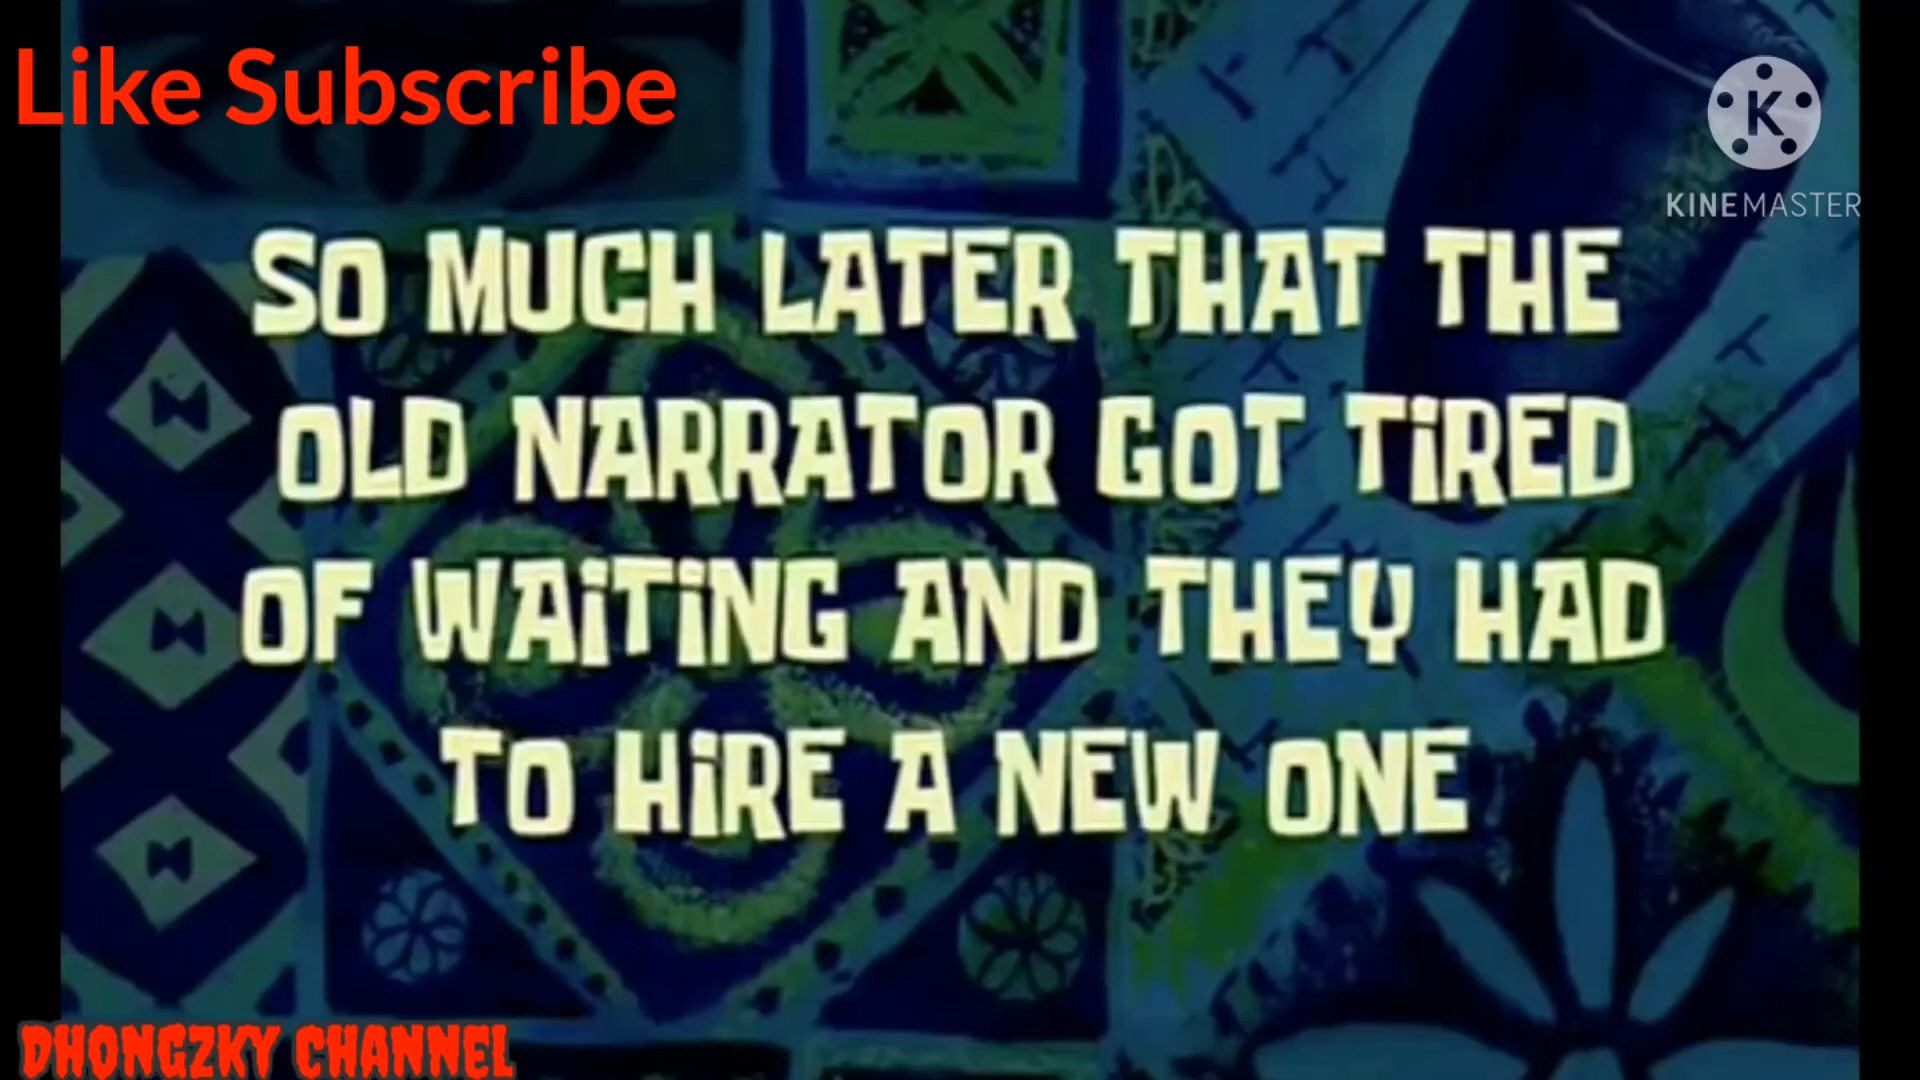 Like Subscribe
K
KINEMASTER
SO MUCH LATER THAT THE
OLD NARRATOR GOT TiRED
OF WAiTiNG AND THEY HAD
TO HiRE A NEW ONE
DHONGZKY CHANNEL